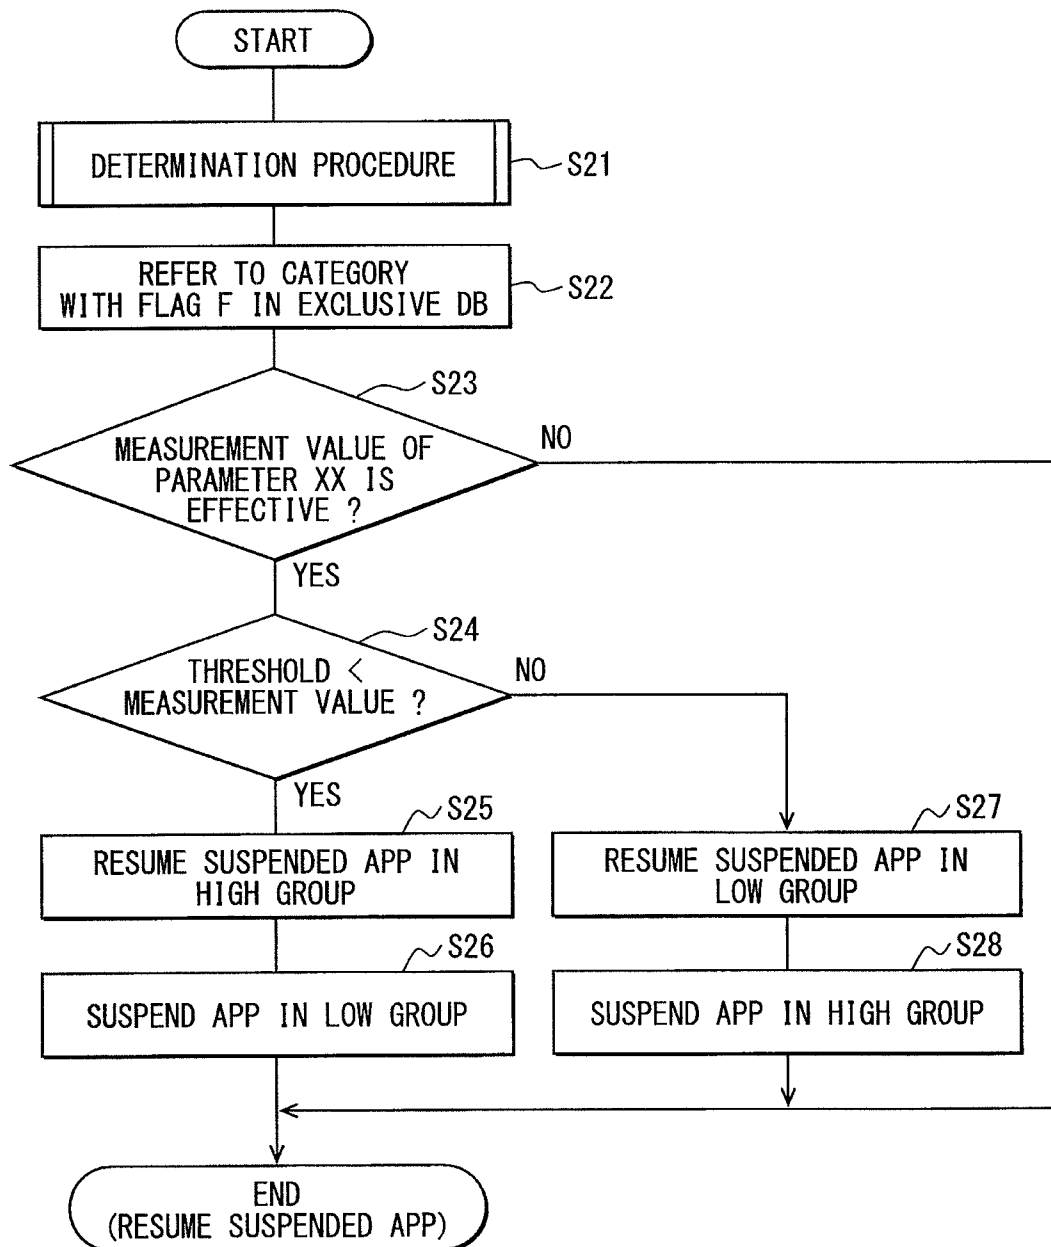 START
DETERMINATION PROCEDURE
S21
REFER TO CATEGORY
WITH FLAG F IN EXCLUSIVE DB
S22
S23
MEASUREMENT VALUE OF
PARAMETER XX IS
EFFECTIVE ?
NO
YES
S24
THRESHOLD <
MEASUREMENT VALUE ?
NO
YES
S25
RESUME SUSPENDED APP IN
HIGH GROUP
S27
RESUME SUSPENDED APP IN
LOW GROUP
S26
SUSPEND APP IN LOW GROUP
S28
SUSPEND APP IN HIGH GROUP
END
(RESUME SUSPENDED APP)